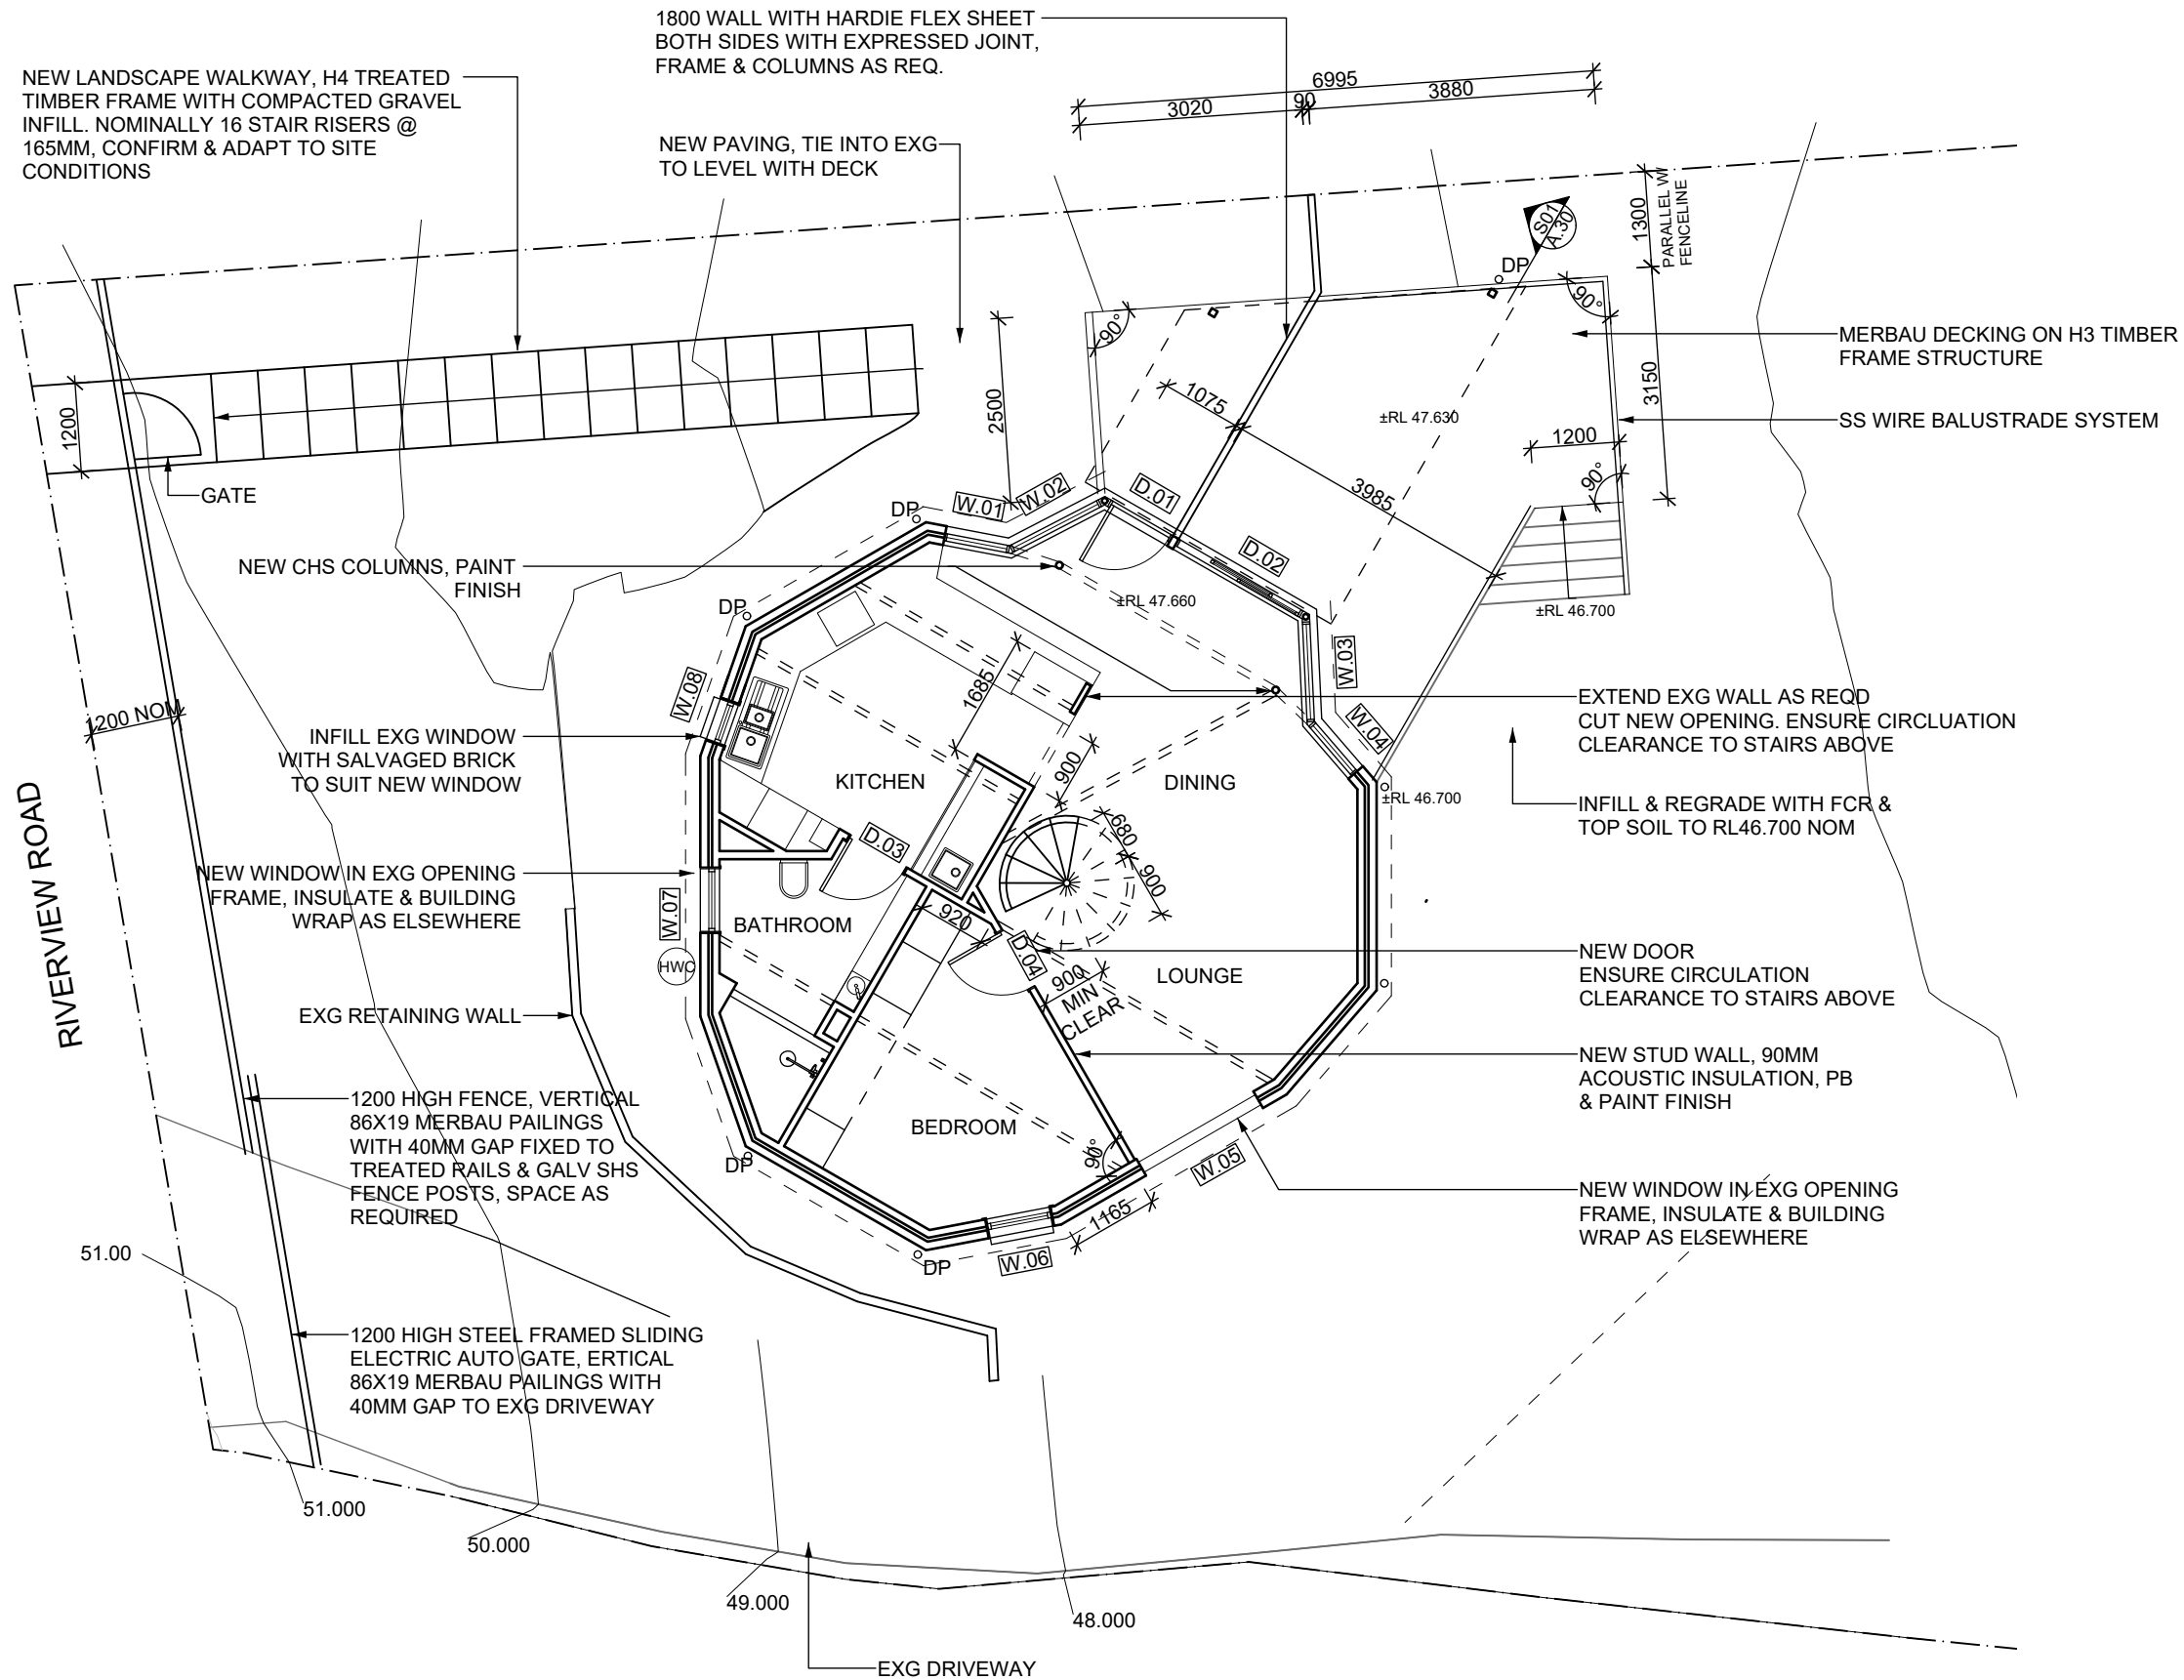 1800 WALL WITH HARDIE FLEX SHEET
BOTH SIDES WITH EXPRESSED JOINT,
FRAME & COLUMNS AS REQ.
NEW LANDSCAPE WALKWAY, H4 TREATED
TIMBER FRAME WITH COMPACTED GRAVEL
INFILL. NOMINALLY 16 STAIR RISERS @
165MM, CONFIRM & ADAPT TO SITE
CONDITIONS
NEW PAVING, TIE INTO EXG
TO LEVEL WITH DECK
6995
3020
90
3880
1300
PARALLEL W/
FENCELINE
S01
A.30
DP
90°
90°
MERBAU DECKING ON H3 TIMBER
FRAME STRUCTURE
3150
SS WIRE BALUSTRADE SYSTEM
1200
90°
2500
1075
±RL 47.630
3985
1200
GATE
DP
W.01
W.02
D.01
D.02
NEW CHS COLUMNS, PAINT
FINISH
DP
±RL 47.660
±RL 46.700
W.03
W.08
1685
W.04
EXTEND EXG WALL AS REQD
CUT NEW OPENING. ENSURE CIRCLUATION
CLEARANCE TO STAIRS ABOVE
1200 NOM
INFILL EXG WINDOW
WITH SALVAGED BRICK
TO SUIT NEW WINDOW
KITCHEN
900
DINING
±RL 46.700
INFILL & REGRADE WITH FCR &
TOP SOIL TO RL46.700 NOM
RIVERVIEW ROAD
D.03
680
900
NEW WINDOW IN EXG OPENING
FRAME, INSULATE & BUILDING
WRAP AS ELSEWHERE
W.07
BATHROOM
920
D.04
HWC
900
MIN
CLEAR
LOUNGE
NEW DOOR
ENSURE CIRCULATION
CLEARANCE TO STAIRS ABOVE
EXG RETAINING WALL
NEW STUD WALL, 90MM
ACOUSTIC INSULATION, PB
& PAINT FINISH
1200 HIGH FENCE, VERTICAL
86X19 MERBAU PAILINGS
WITH 40MM GAP FIXED TO
TREATED RAILS & GALV SHS
FENCE POSTS, SPACE AS
REQUIRED
BEDROOM
90°
DP
W.05
NEW WINDOW IN EXG OPENING
FRAME, INSULATE & BUILDING
WRAP AS ELSEWHERE
1165
W.06
DP
51.00
1200 HIGH STEEL FRAMED SLIDING
ELECTRIC AUTO GATE, ERTICAL
86X19 MERBAU PAILINGS WITH
40MM GAP TO EXG DRIVEWAY
51.000
50.000
49.000
48.000
EXG DRIVEWAY